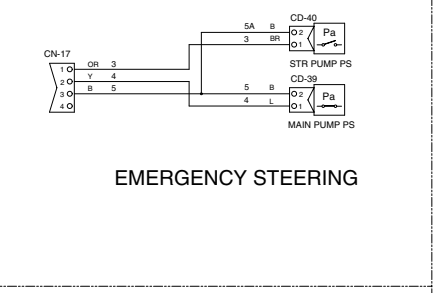 CD-40
5A B O 2 Pa
3 BR O 1
STR PUMP PS
CN-17
1 O OR 3
2 O Y 4
3 O B 5
4 O
CD-39
5 B O 2 Pa
4 L O 1
MAIN PUMP PS
EMERGENCY STEERING